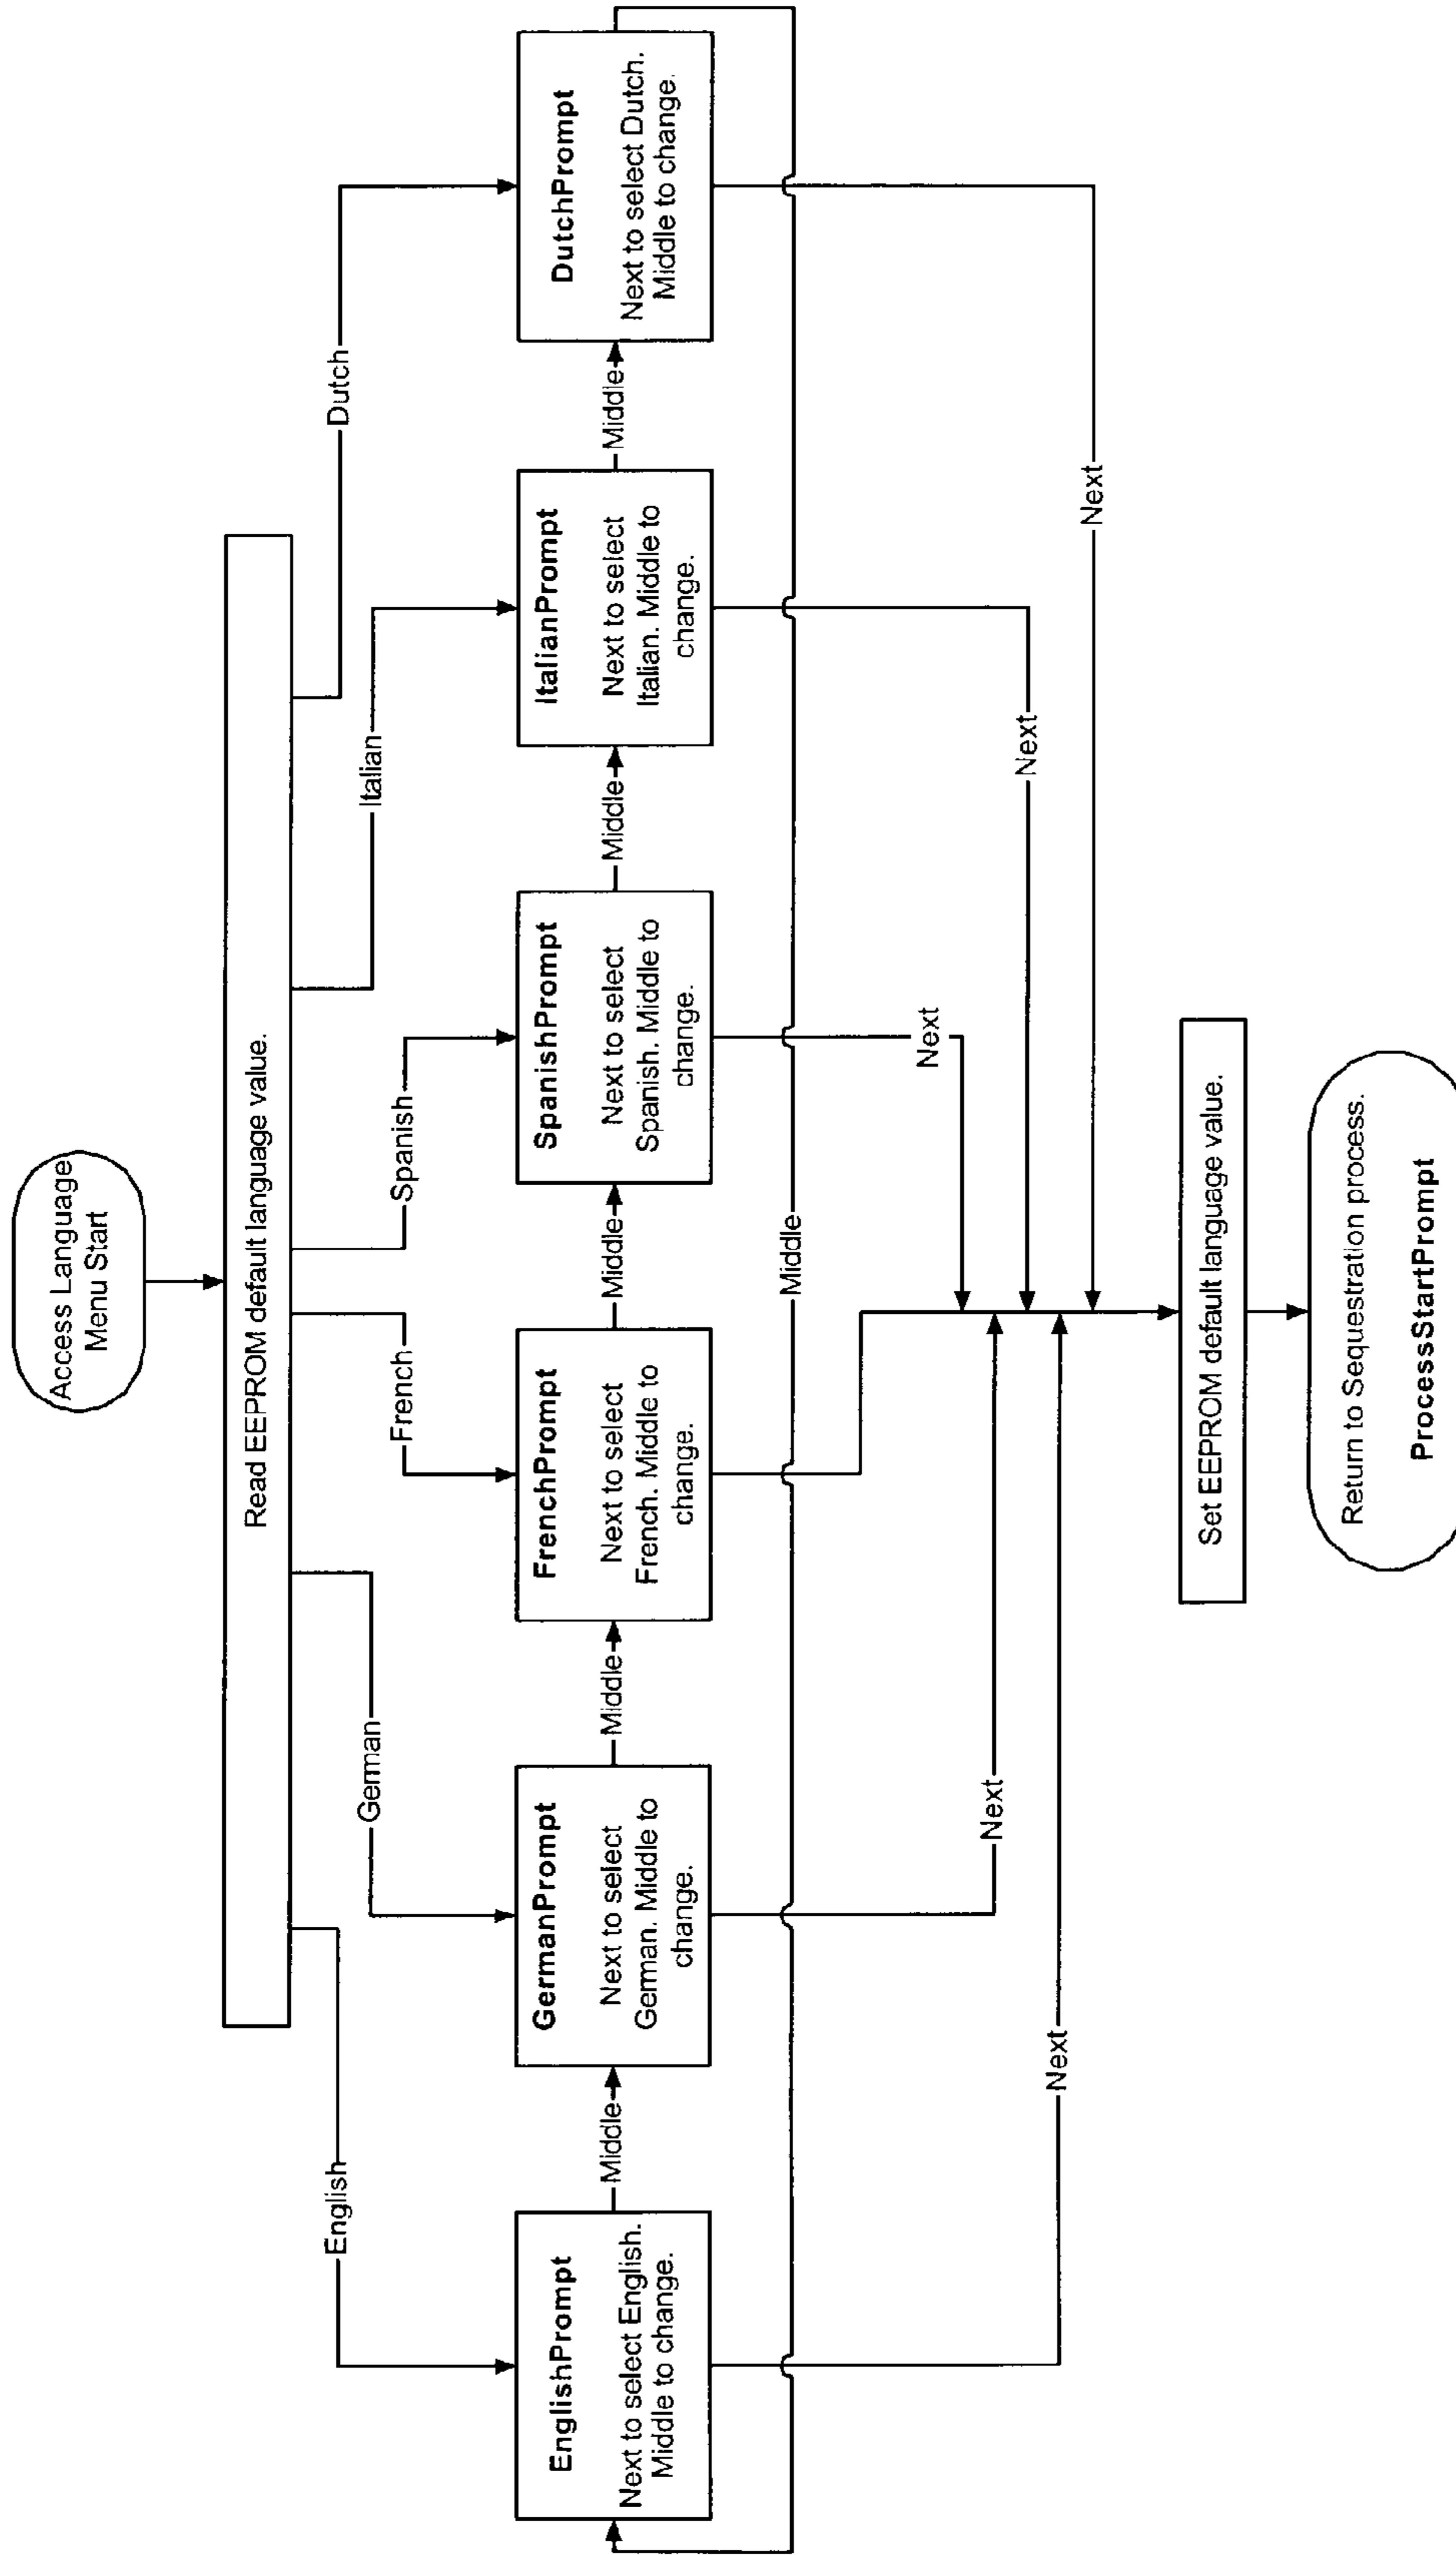 Access Language
Menu Start
Read EEPROM default language value.
English
German
French
Spanish
Italian
Dutch
EnglishPrompt
Next to select English.
Middle to change.
Middle
GermanPrompt
Next to select
German. Middle to
change.
Middle
FrenchPrompt
Next to select
French. Middle to
change.
Middle
SpanishPrompt
Next to select
Spanish. Middle to
change.
Middle
ItalianPrompt
Next to select
Italian. Middle to
change.
Middle
DutchPrompt
Next to select Dutch.
Middle to change.
Middle
Next
Next
Next
Next
Next
Set EEPROM default language value.
Return to Sequestration process.
ProcessStartPrompt